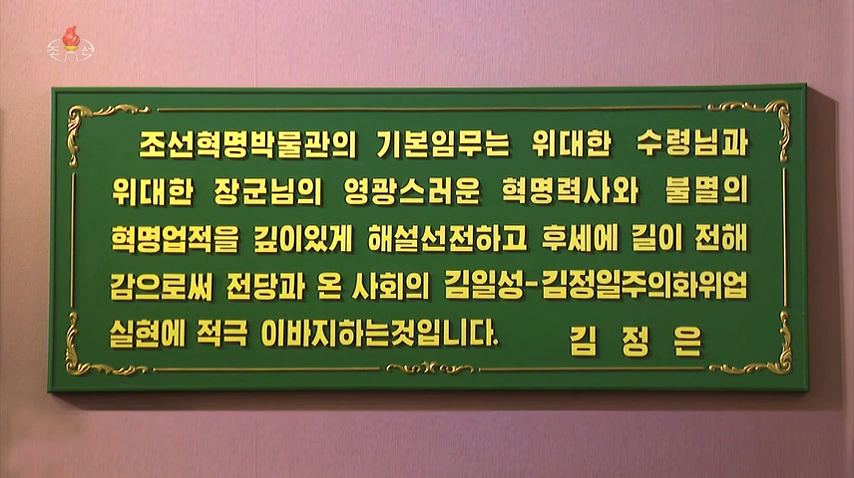 조선
조선혁명박물관의 기본임무는 위대한 수령님과
위대한 장군님의 영광스러운 혁명력사와 불멸의
혁명업적을 깊이있게 해설선전하고 후세에 길이 전해
감으로써 전당과 온 사회의 김일성-김정일주의화위업
실현에 적극 이바지하는것입니다.
김정은